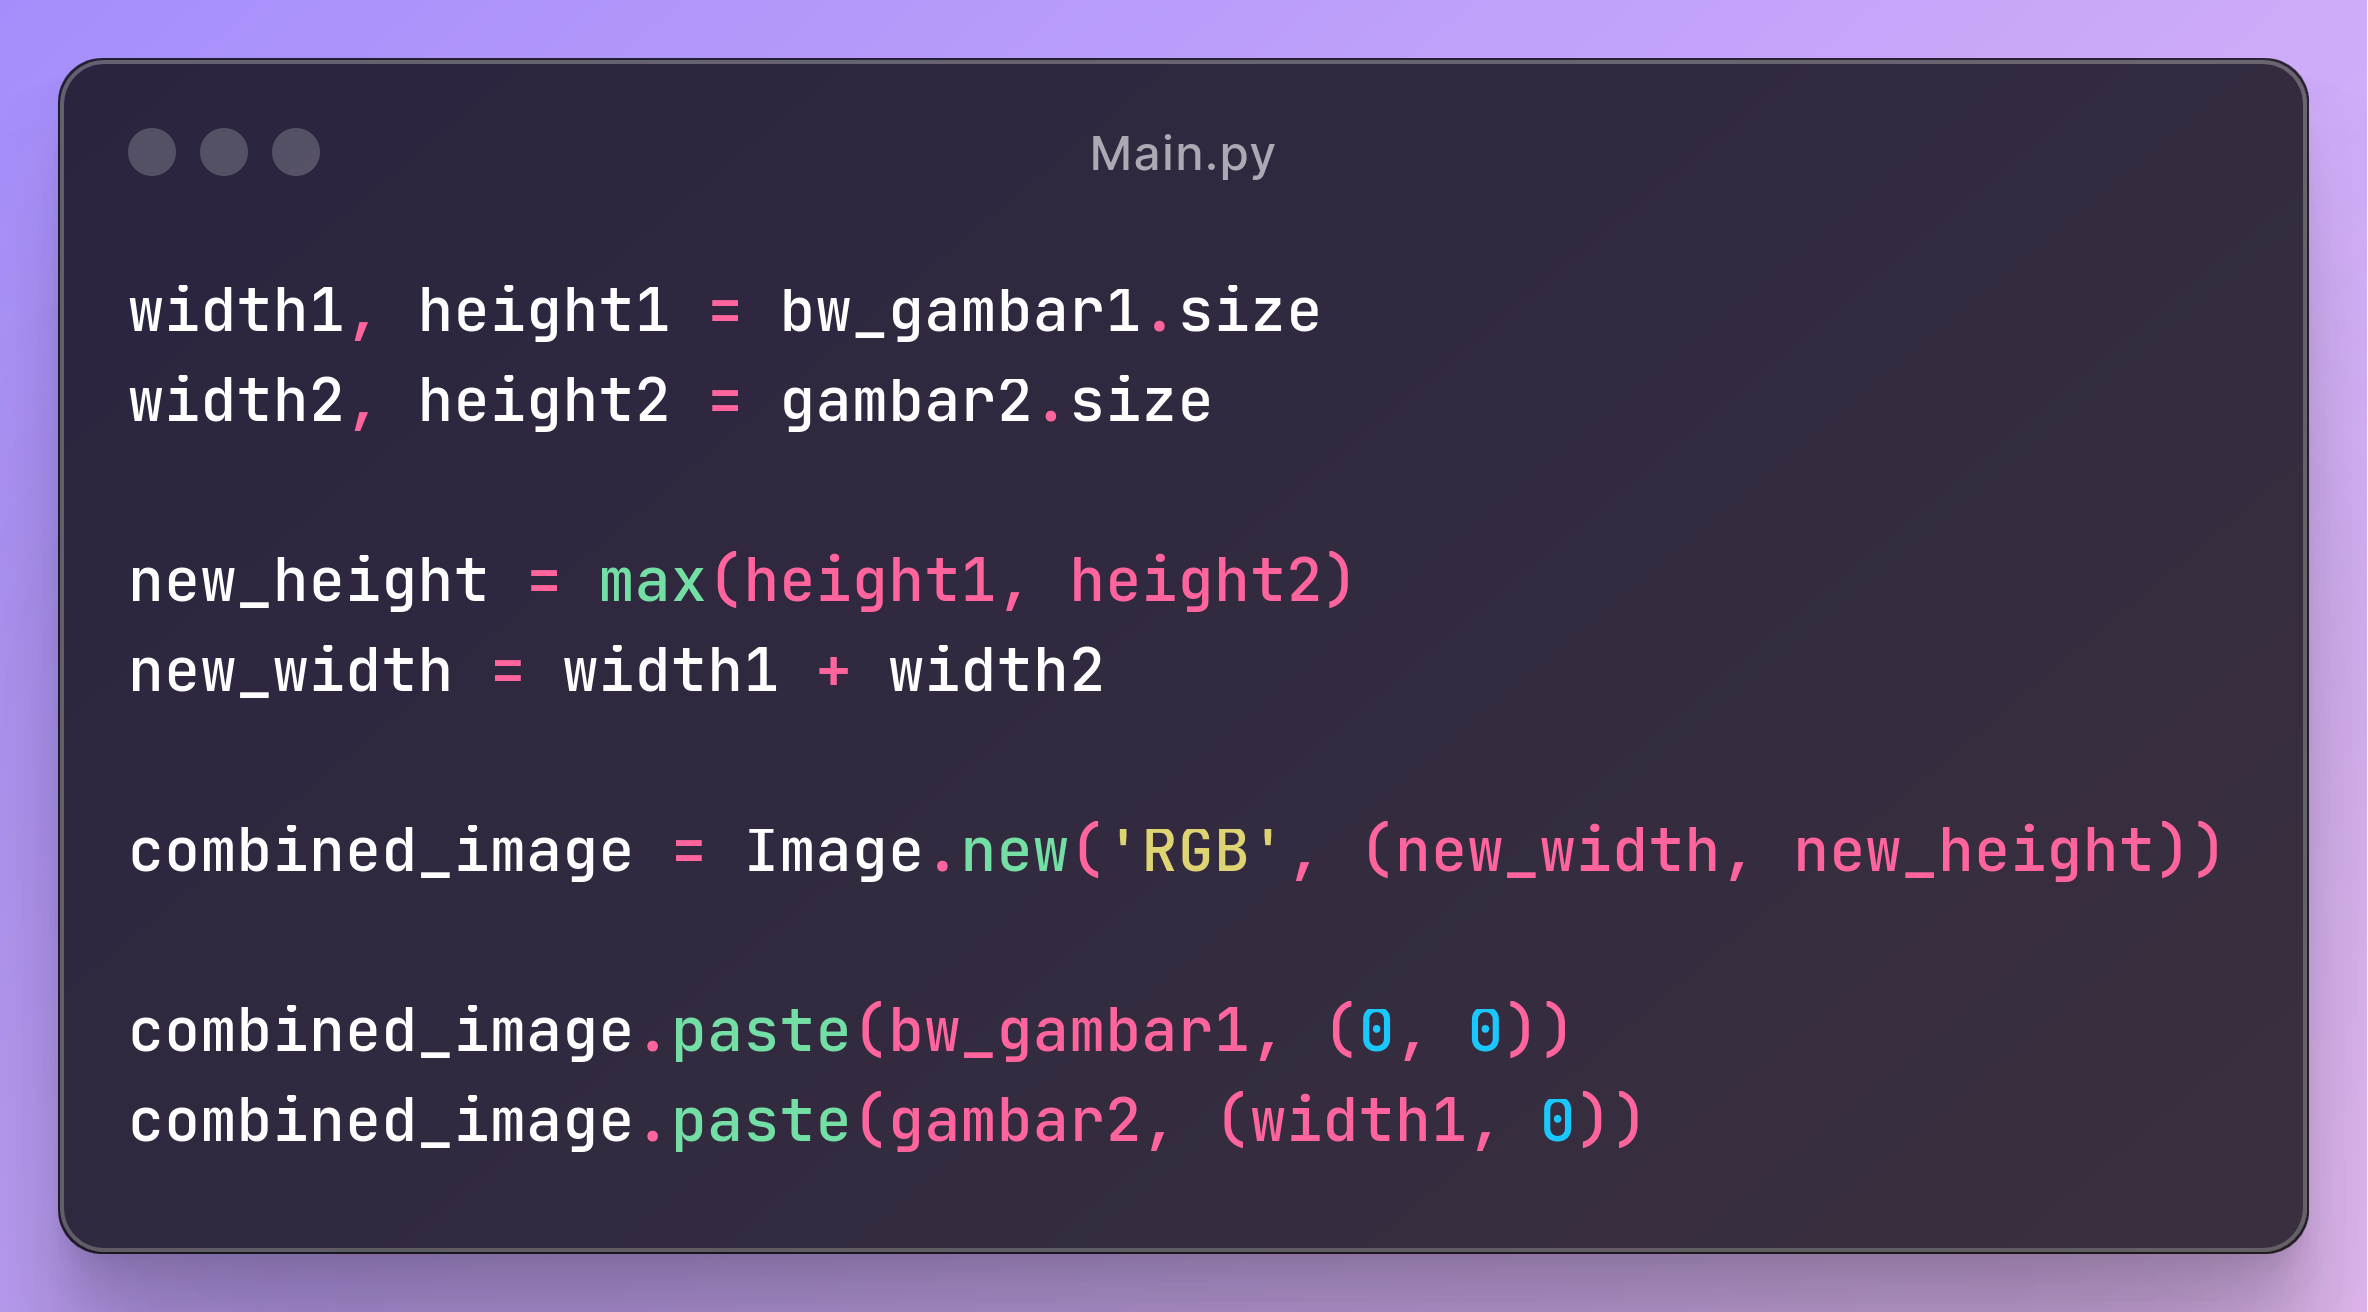 Main.py
width1, height1 = bw_gambar1.size
width2, height2 = gambar2.size
new_height = max(height1, height2)
new_width = width1 + width2
combined_image = Image.new('RGB', (new_width, new_height))
combined_image.paste(bw_gambar1, (0, 0))
combined_image.paste(gambar2, (width1, 0))